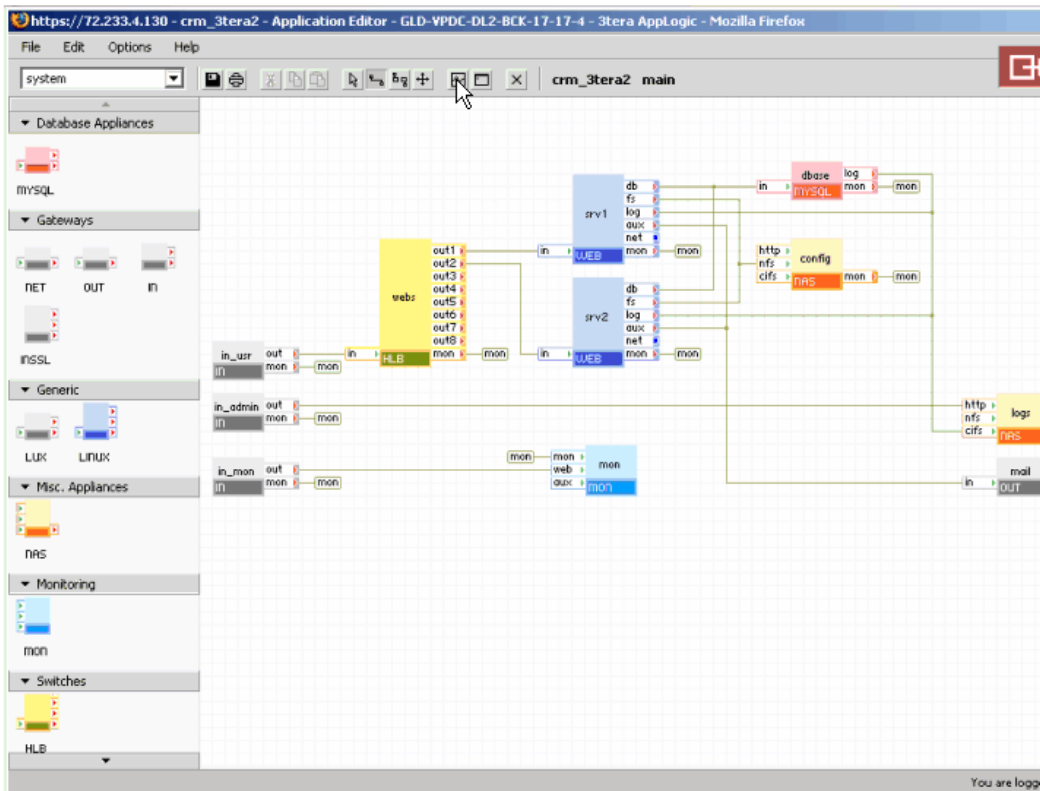 https://72.233.4.130 - crm_3tera2 - Application Editor - GLD-VPDC-DL2-BCK-17-17-4 - 3tera AppLogic - Mozilla Firefox
File Edit Options Help
system
crm_3tera2 main
Database Appliances
MYSQL
Gateways
NET OUT IN
INSSL
Generic
LUX LINUX
Misc. Appliances
NAS
Monitoring
mon
Switches
HLB
in_usr
IN
out
mon
mon
in_admin
IN
out
mon
mon
in_mon
IN
out
mon
mon
in
webs
HLB
out1
out2
out3
out4
out5
out6
out7
out8
mon
mon
in
srv1
WEB
db
fs
log
aux
net
mon
mon
in
srv2
WEB
db
fs
log
aux
net
mon
mon
mon
mon
web
aux
mon
mon
in
dbase
MYSQL
log
mon
mon
http
nfs
cifs
config
NAS
mon
mon
http
nfs
cifs
logs
NAS
in
mail
OUT
You are logge